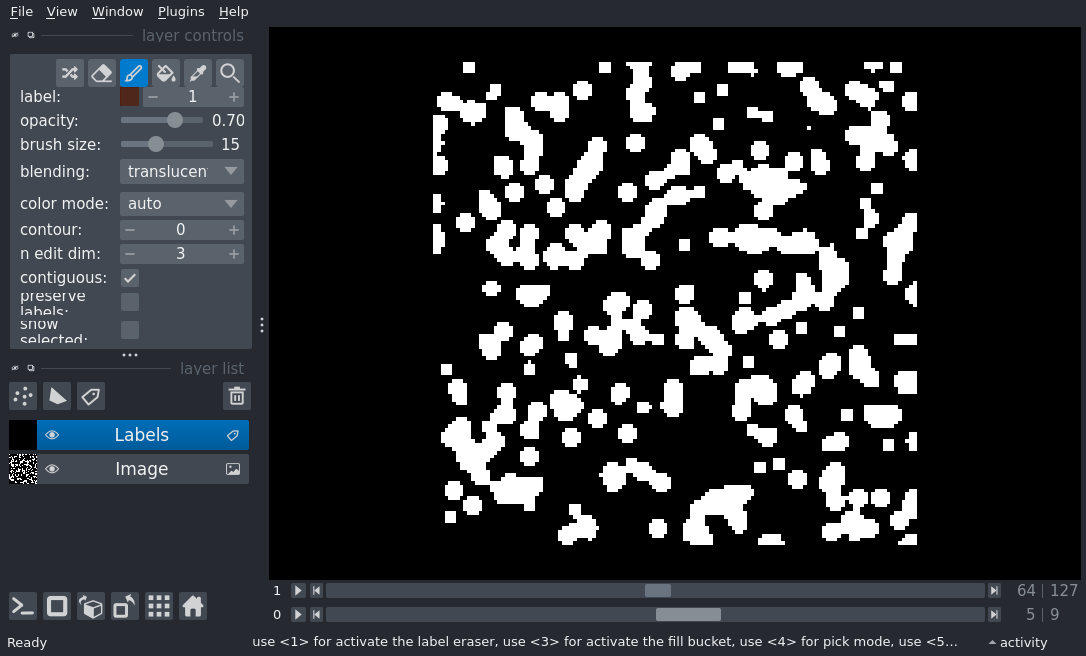 File View Window Plugins Help
layer controls
label: 1
opacity: 0.70
brush size: 15
blending: translucen
color mode: auto
contour: 0
n edit dim: 3
contiguous:
preserve
labels:
show
selected:
layer list
Labels
Image
1 64 127
0 5 9
Ready use <1> for activate the label eraser, use <3> for activate the fill bucket, use <4> for pick mode, use <5... activity